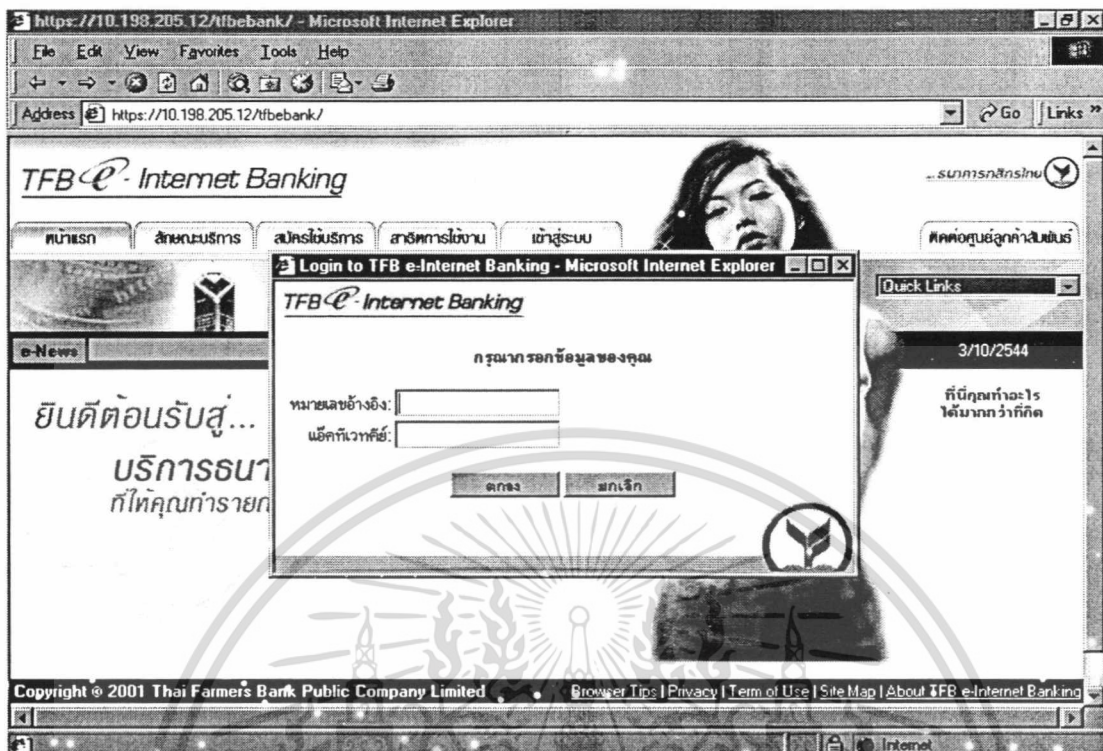 https://10.198.205.12/tfbebank/ - Microsoft Internet Explorer
File Edit View Favorites Tools Help
Address https://10.198.205.12/tfbebank/ Go Links »
TFB e - Internet Banking
... ธนาคารกสิกรไทย
หน้าแรก ลักษณะบริการ สมัครใช้บริการ สาธิตการใช้งาน เข้าสู่ระบบ ติดต่อศูนย์ลูกค้าสัมพันธ์
Login to TFB e-Internet Banking - Microsoft Internet Explorer
http
Quick Links
TFB e - Internet Banking
e-News
3/10/2544
กรุณากรอกข้อมูลของคุณ
หมายเลขอ้างอิง:
แอ็คทิเวทคีย์:
ตกลง ยกเลิก
ที่นี่คุณทำอะไร
ได้มากกว่าที่คิด
ยินดีต้อนรับสู่...
บริการธนา
ที่ให้คุณทำรายก
Copyright © 2001 Thai Farmers Bank Public Company Limited Browser Tips | Privacy | Term of Use | Site Map | About TFB e-Internet Banking
Internet